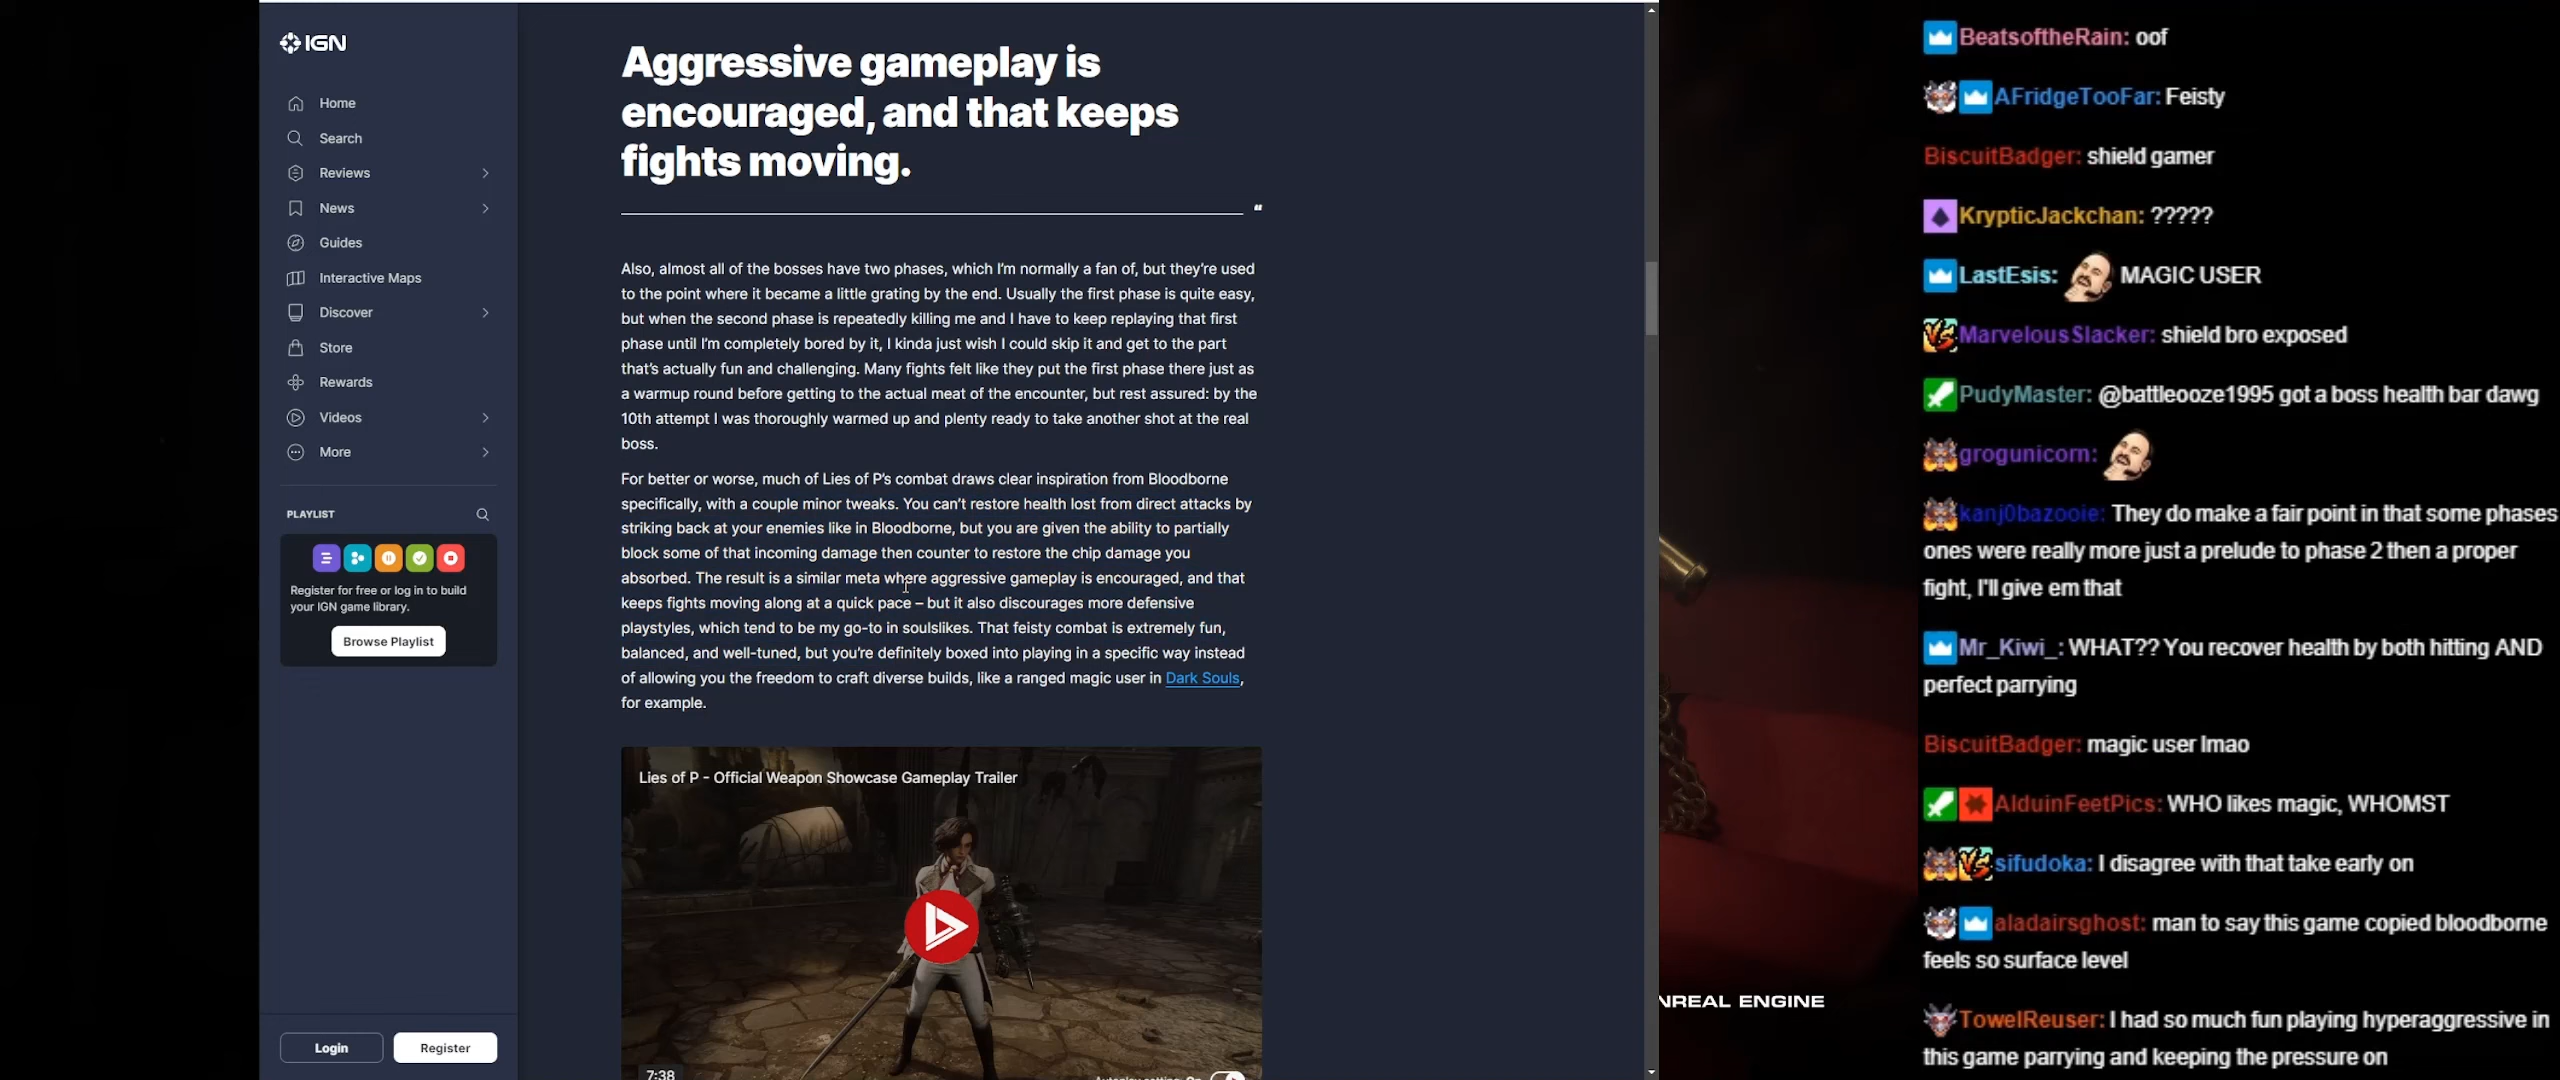 IGN
Home
Search
Reviews
News
Guides
Interactive Maps
Discover
Store
Rewards
Videos
More
PLAYLIST
Register for free or log in to build
your IGN game library.
Browse Playlist
Login
Register
Aggressive gameplay is
encouraged, and that keeps
fights moving.
"
Also, almost all of the bosses have two phases, which I'm normally a fan of, but they're used
to the point where it became a little grating by the end. Usually the first phase is quite easy,
but when the second phase is repeatedly killing me and I have to keep replaying that first
phase until I'm completely bored by it, I kinda just wish I could skip it and get to the part
that's actually fun and challenging. Many fights felt like they put the first phase there just as
a warmup round before getting to the actual meat of the encounter, but rest assured: by the
10th attempt I was thoroughly warmed up and plenty ready to take another shot at the real
boss.
For better or worse, much of Lies of P's combat draws clear inspiration from Bloodborne
specifically, with a couple minor tweaks. You can't restore health lost from direct attacks by
striking back at your enemies like in Bloodborne, but you are given the ability to partially
block some of that incoming damage then counter to restore the chip damage you
absorbed. The result is a similar meta where aggressive gameplay is encouraged, and that
keeps fights moving along at a quick pace – but it also discourages more defensive
playstyles, which tend to be my go-to in soulslikes. That feisty combat is extremely fun,
balanced, and well-tuned, but you're definitely boxed into playing in a specific way instead
of allowing you the freedom to craft diverse builds, like a ranged magic user in Dark Souls,
for example.
Lies of P - Official Weapon Showcase Gameplay Trailer
7:38
Autoplay setting: On
NREAL ENGINE
BeatsoftheRain: oof
AFridgeTooFar: Feisty
BiscuitBadger: shield gamer
KrypticJackchan: ?????
LastEsis: MAGIC USER
MarvelousSlacker: shield bro exposed
PudyMaster: @battleooze1995 got a boss health bar dawg
grogunicorn:
kanj0bazooie: They do make a fair point in that some phases
ones were really more just a prelude to phase 2 then a proper
fight, I'll give em that
Mr_Kiwi_: WHAT?? You recover health by both hitting AND
perfect parrying
BiscuitBadger: magic user lmao
AlduinFeetPics: WHO likes magic, WHOMST
sifudoka: I disagree with that take early on
aladairsghost: man to say this game copied bloodborne
feels so surface level
TowelReuser: I had so much fun playing hyperaggressive in
this game parrying and keeping the pressure on